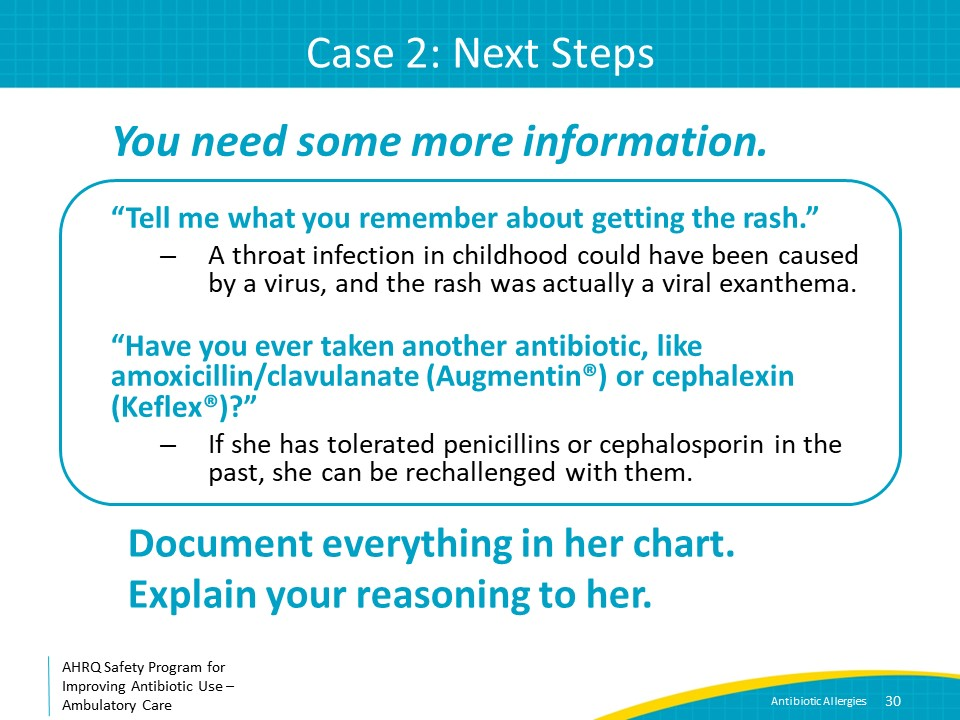 Case 2: Next Steps
You need some more information.
“Tell me what you remember about getting the rash.”
– A throat infection in childhood could have been caused
by a virus, and the rash was actually a viral exanthema.
“Have you ever taken another antibiotic, like
amoxicillin/clavulanate (Augmentin®) or cephalexin
(Keflex®)?”
– If she has tolerated penicillins or cephalosporin in the
past, she can be rechallenged with them.
Document everything in her chart.
Explain your reasoning to her.
AHRQ Safety Program for
Improving Antibiotic Use –
Ambulatory Care
Antibiotic Allergies 30